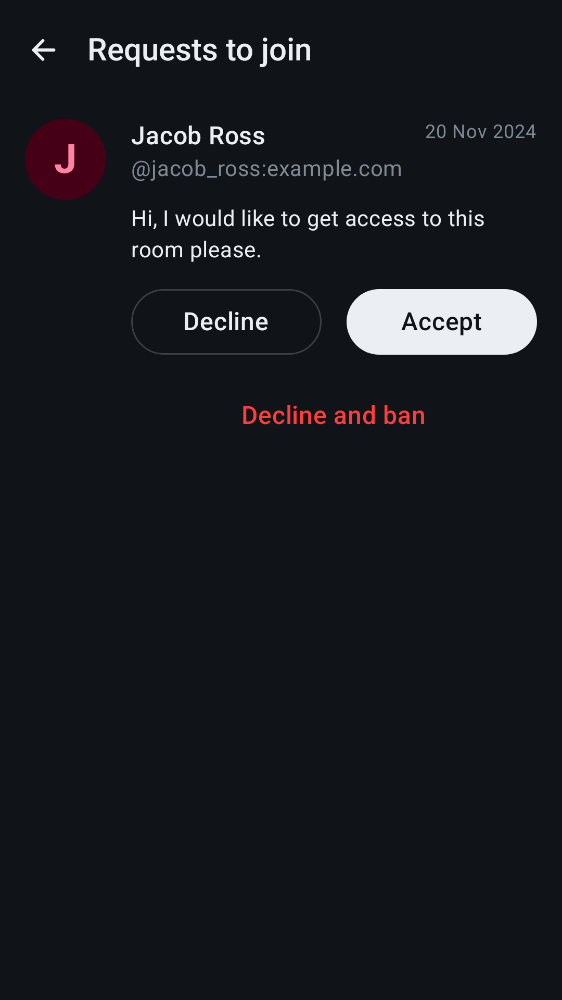 Requests to join
J
Jacob Ross
20 Nov 2024
@jacob_ross:example.com
Hi, I would like to get access to this
room please.
Decline
Accept
Decline and ban